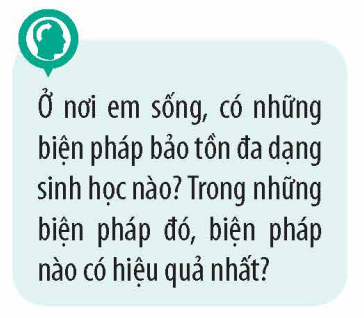 Ở nơi em sống, có những
biện pháp bảo tồn đa dạng
sinh học nào? Trong những
biện pháp đó, biện pháp
nào có hiệu quả nhất?